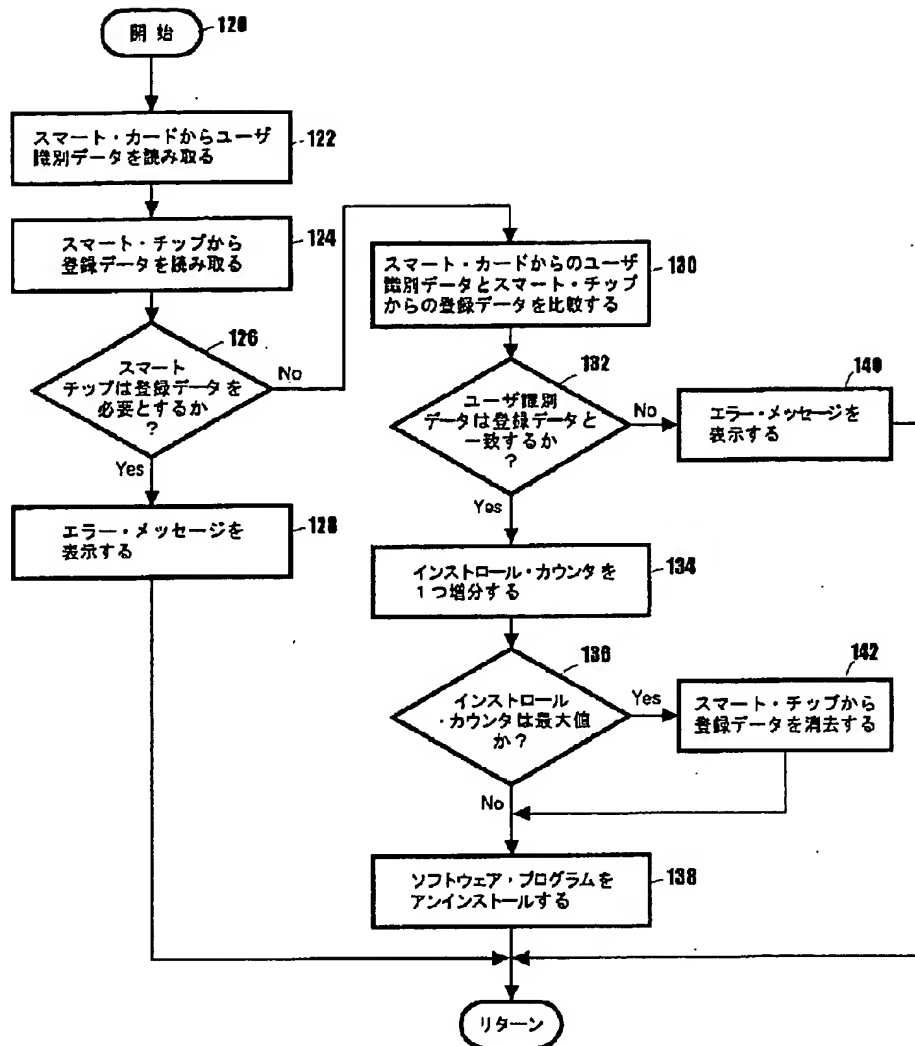 開始
120
スマート・カードからユーザ
識別データを読み取る
122
スマート・チップから
登録データを読み取る
124
126
スマート
チップは登録データを
必要とするか
?
No
Yes
エラー・メッセージを
表示する
128
スマート・カードからのユーザ
識別データとスマート・チップ
からの登録データを比較する
130
132
ユーザ識別
データは登録データと
一致するか
?
No
Yes
140
エラー・メッセージを
表示する
インストロール・カウンタを
1つ増分する
134
136
インストロール
・カウンタは最大値
か?
Yes
No
142
スマート・チップから
登録データを消去する
ソフトウェア・プログラムを
アンインストールする
138
リターン